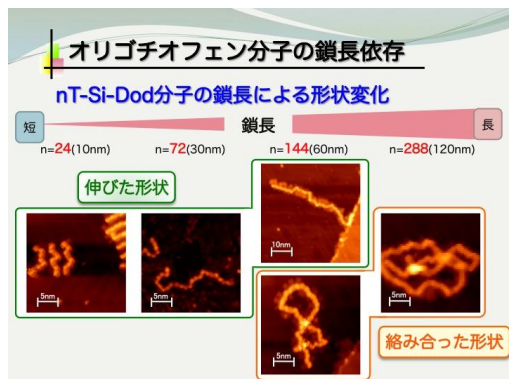 オリゴチオフェン分子の鎖長依存
nT-Si-Dod分子の鎖長による形状変化
短
鎖長
長
n=24(10nm)
n=72(30nm)
n=144(60nm)
n=288(120nm)
伸びた形状
5nm
5nm
10nm
5nm
5nm
絡み合った形状